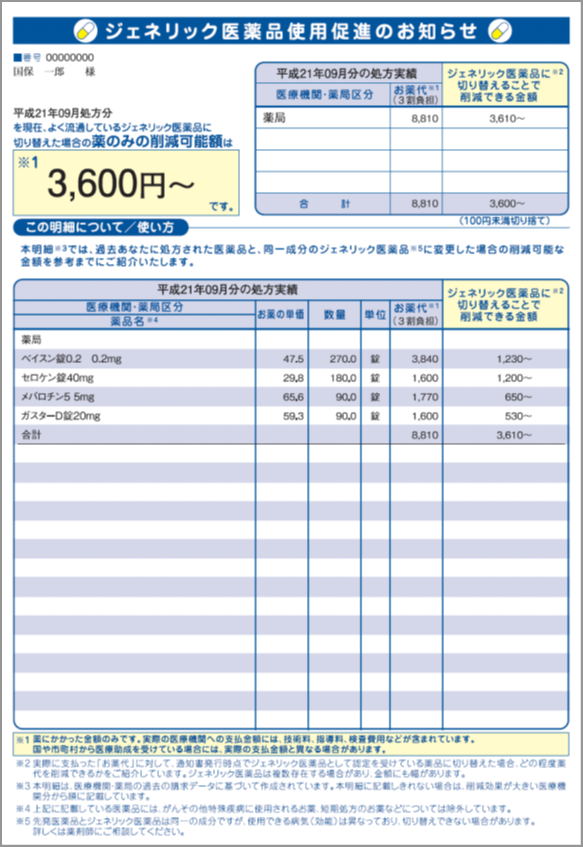 ジェネリック医薬品使用促進のお知らせ
■番号 00000000
国保 一郎 様
平成21年09月処方分
を現在、よく流通しているジェネリック医薬品に
切り替えた場合の薬のみの削減可能額は
※1
3,600円～
です。
平成21年09月分の処方実績 ジェネリック医薬品に※2 切り替えることで 削減できる金額
医療機関・薬局区分 お薬代※1 (3割負担)
薬局 8,810 3,610～
合 計 8,810 3,600～
(100円未満切り捨て)
この明細について／使い方
本明細※3では、過去あなたに処方された医薬品と、同一成分のジェネリック医薬品※5に変更した場合の削減可能な
金額を参考までにご紹介いたします。
平成21年09月分の処方実績 ジェネリック医薬品に※2 切り替えることで 削減できる金額
医療機関・薬局区分 お薬の単価 数量 単位 お薬代※1 (3割負担)
薬品名※4
薬局
ベイスン錠0.2 0.2mg 47.5 270.0 錠 3,840 1,230～
セロケン錠40mg 29.8 180.0 錠 1,600 1,200～
メバロチン5 5mg 65.6 90.0 錠 1,770 650～
ガスターD錠20mg 59.3 90.0 錠 1,600 530～
合計 8,810 3,610～
※1 薬にかかった金額のみです。実際の医療機関への支払金額には、技術料、指導料、検査費用などが含まれています。
国や市町村から医療助成を受けている場合には、実際の支払金額と異なる場合があります。
※2 実際に支払った「お薬代」に対して、通知書発行時点でジェネリック医薬品として認定を受けている薬品に切り替えた場合、どの程度薬
代を削減できるかをご紹介しています。ジェネリック医薬品は複数存在する場合があり、金額にも幅があります。
※3 本明細は、医療機関・薬局の過去の請求データに基づいて作成されています。本明細に記載しきれない場合は、削減効果が大きい医療機
関分から順に記載しています。
※4 上記に記載している医薬品には、がんその他特殊疾病に使用されるお薬、短期処方のお薬などについては除外しています。
※5 先発医薬品とジェネリック医薬品は同一の成分ですが、使用できる病気(効能)は異なっており、切り替えできない場合があります。
詳しくは薬剤師にご相談してください。